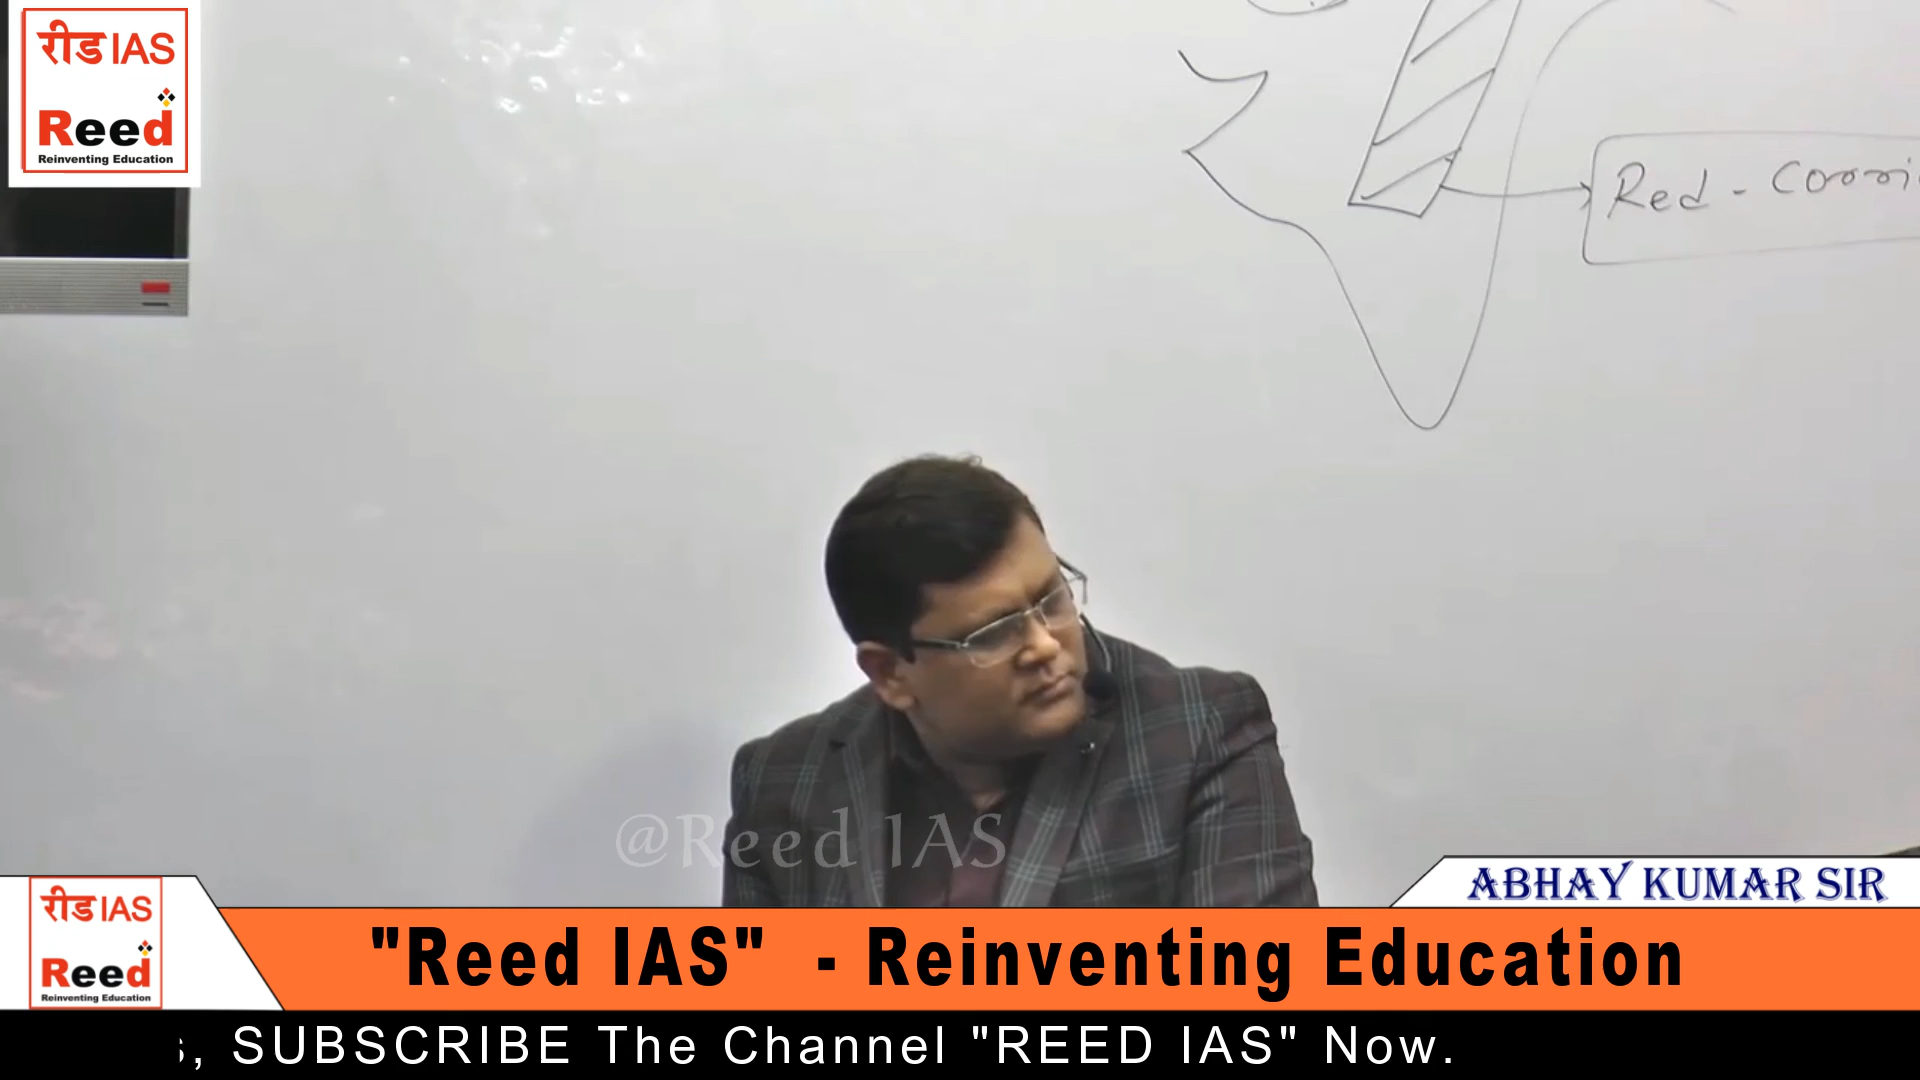 रीड IAS
Reed
Reinventing Education
Red -
@Reed IAS
ABHAY KUMAR SIR
रीड IAS
Reed
Reinventing Education
"Reed IAS" - Reinventing Education
, SUBSCRIBE The Channel "REED IAS" Now.